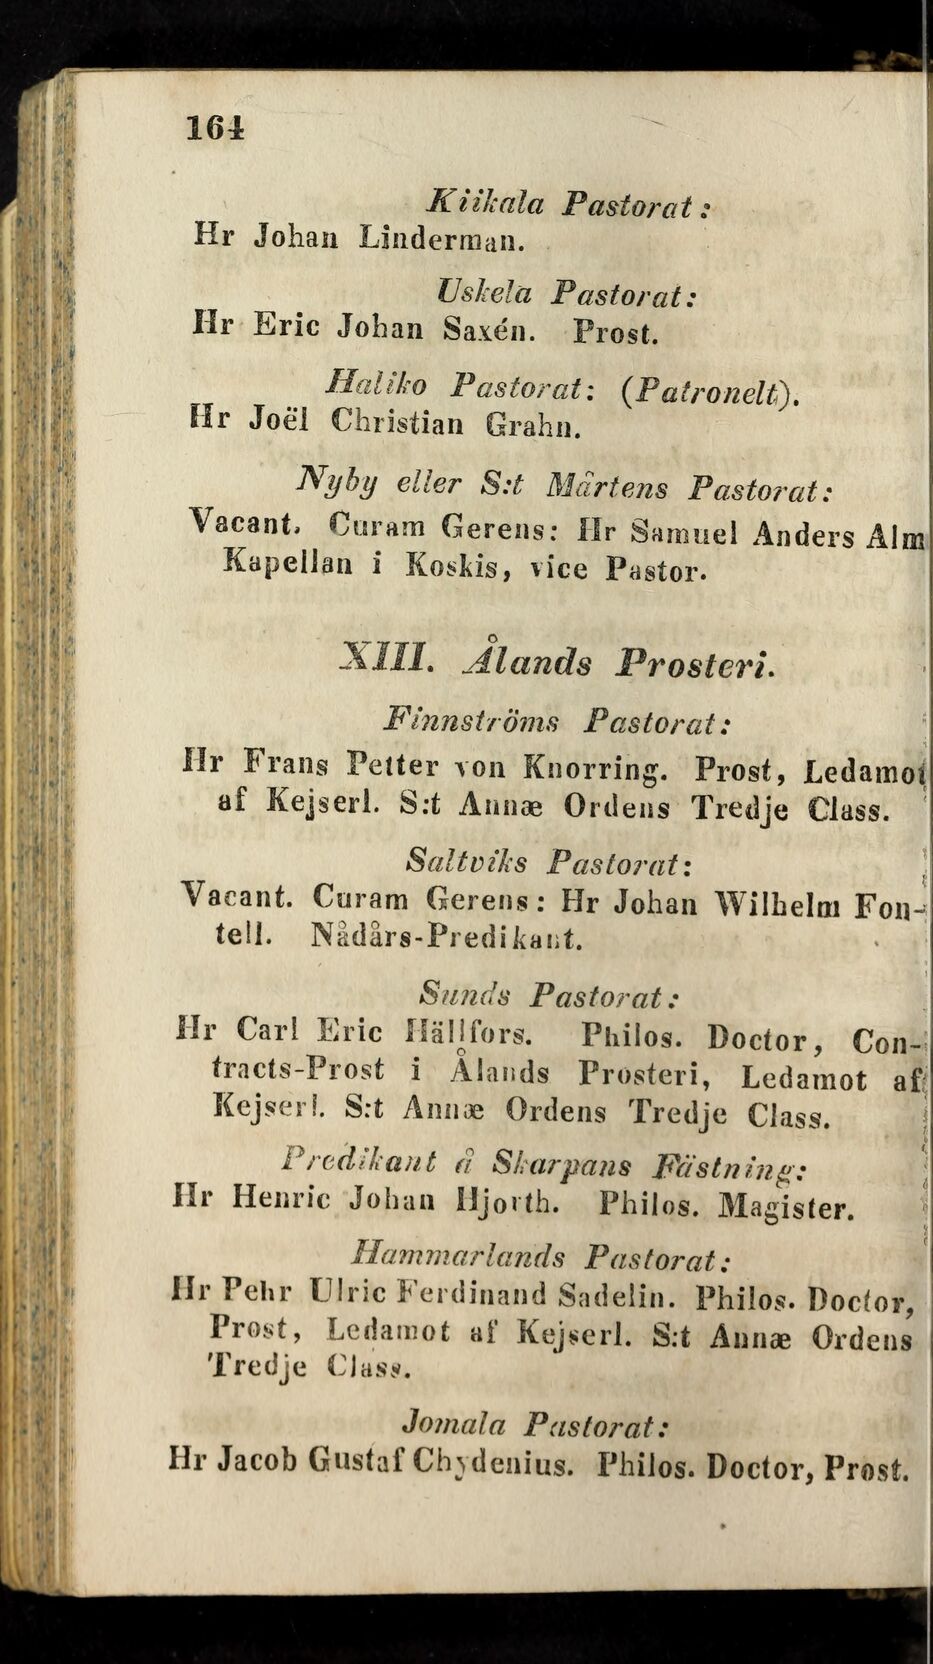 164
Kiikala Pastorat:
Hr Johan Linderman.
Uskela Pastorat:
Hr Eric Johan Saxén. Prost.
Haliko Pastorat: (Patronelt).
Hr Joël Christian Grahn.
Nyby eller S:t Mårtens Pastorat:
Vacant. Curam Gerens: Hr Samuel Anders Alm
Kapellan i Koskis, vice Pastor.
XIII. Ålands Prosteri.
Finnströms Pastorat:
Hr Frans Petter von Knorring. Prost, Ledamot
af Kejserl. S:t Annæ Ordens Tredje Class.
Saltviks Pastorat:
Vacant. Curam Gerens: Hr Johan Wilhelm Fon-
tell. Nådårs-Predikant.
Sunds Pastorat:
Hr Carl Eric Hällfors. Philos. Doctor, Con-
tracts-Prost i Ålands Prosteri, Ledamot af
Kejserl. S:t Annæ Ordens Tredje Class.
Predikant å Skarpans Fästning:
Hr Henric Johan Hjorth. Philos. Magister.
Hammarlands Pastorat:
Hr Pehr Ulric Ferdinand Sadelin. Philos. Doctor,
Prost, Ledamot af Kejserl. S:t Annæ Ordens
Tredje Class.
Jomala Pastorat:
Hr Jacob Gustaf Chydenius. Philos. Doctor, Prost.